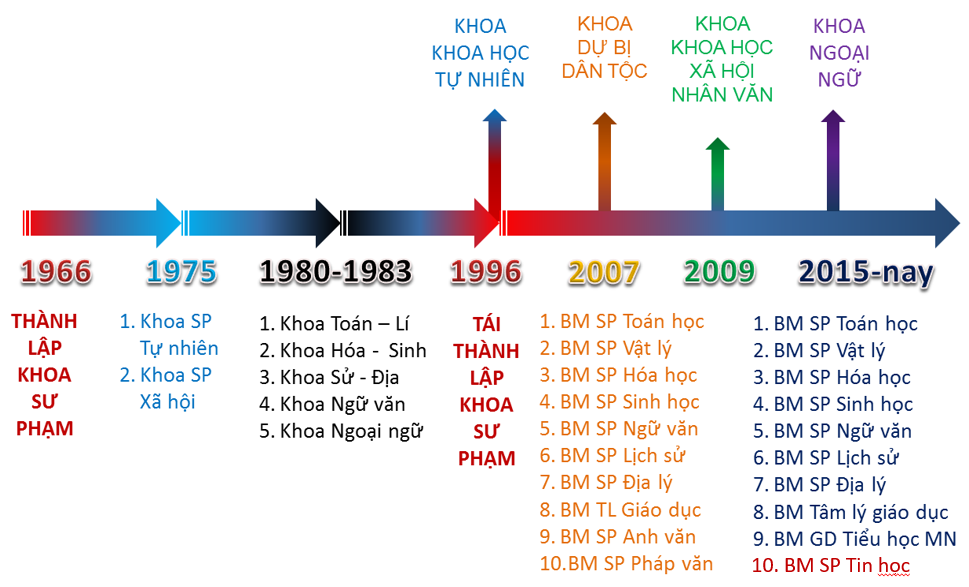 KHOA
KHOA HỌC
TỰ NHIÊN
KHOA
DỰ BỊ
DÂN TỘC
KHOA
KHOA HỌC
XÃ HỘI
NHÂN VĂN
KHOA
NGOẠI
NGỮ
1966
THÀNH
LẬP
KHOA
SƯ
PHẠM
1975
1. Khoa SP
Tự nhiên
2. Khoa SP
Xã hội
1980-1983
1. Khoa Toán – Lí
2. Khoa Hóa - Sinh
3. Khoa Sử - Địa
4. Khoa Ngữ văn
5. Khoa Ngoại ngữ
1996
TÁI
THÀNH
LẬP
KHOA
SƯ
PHẠM
2007
1. BM SP Toán học
2. BM SP Vật lý
3. BM SP Hóa học
4. BM SP Sinh học
5. BM SP Ngữ văn
6. BM SP Lịch sử
7. BM SP Địa lý
8. BM TL Giáo dục
9. BM SP Anh văn
10. BM SP Pháp văn
2009
2015-nay
1. BM SP Toán học
2. BM SP Vật lý
3. BM SP Hóa học
4. BM SP Sinh học
5. BM SP Ngữ văn
6. BM SP Lịch sử
7. BM SP Địa lý
8. BM Tâm lý giáo dục
9. BM GD Tiểu học MN
10. BM SP Tin học